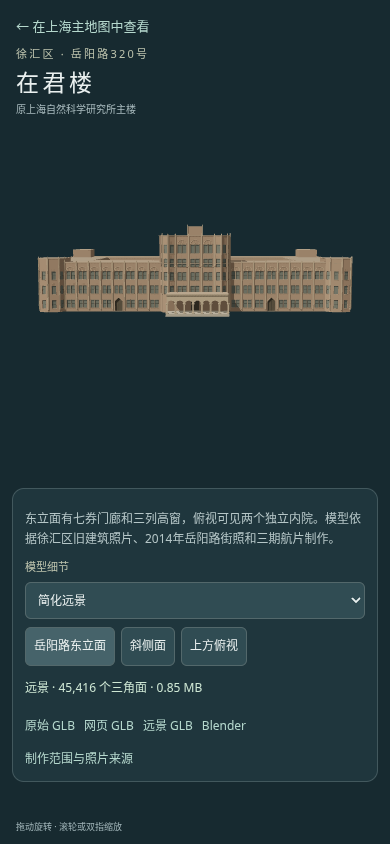 ← 在上海主地图中查看
徐汇区 · 岳阳路320号
在君楼
原上海自然科学研究所主楼
东立面有七券门廊和三列高窗，俯视可见两个独立内院。模型依
据徐汇区旧建筑照片、2014年岳阳路街照和三期航片制作。
模型细节
简化远景
岳阳路东立面 斜侧面 上方俯视
远景 · 45,416 个三角面 · 0.85 MB
原始 GLB 网页 GLB 远景 GLB Blender
制作范围与照片来源
拖动旋转 · 滚轮或双指缩放